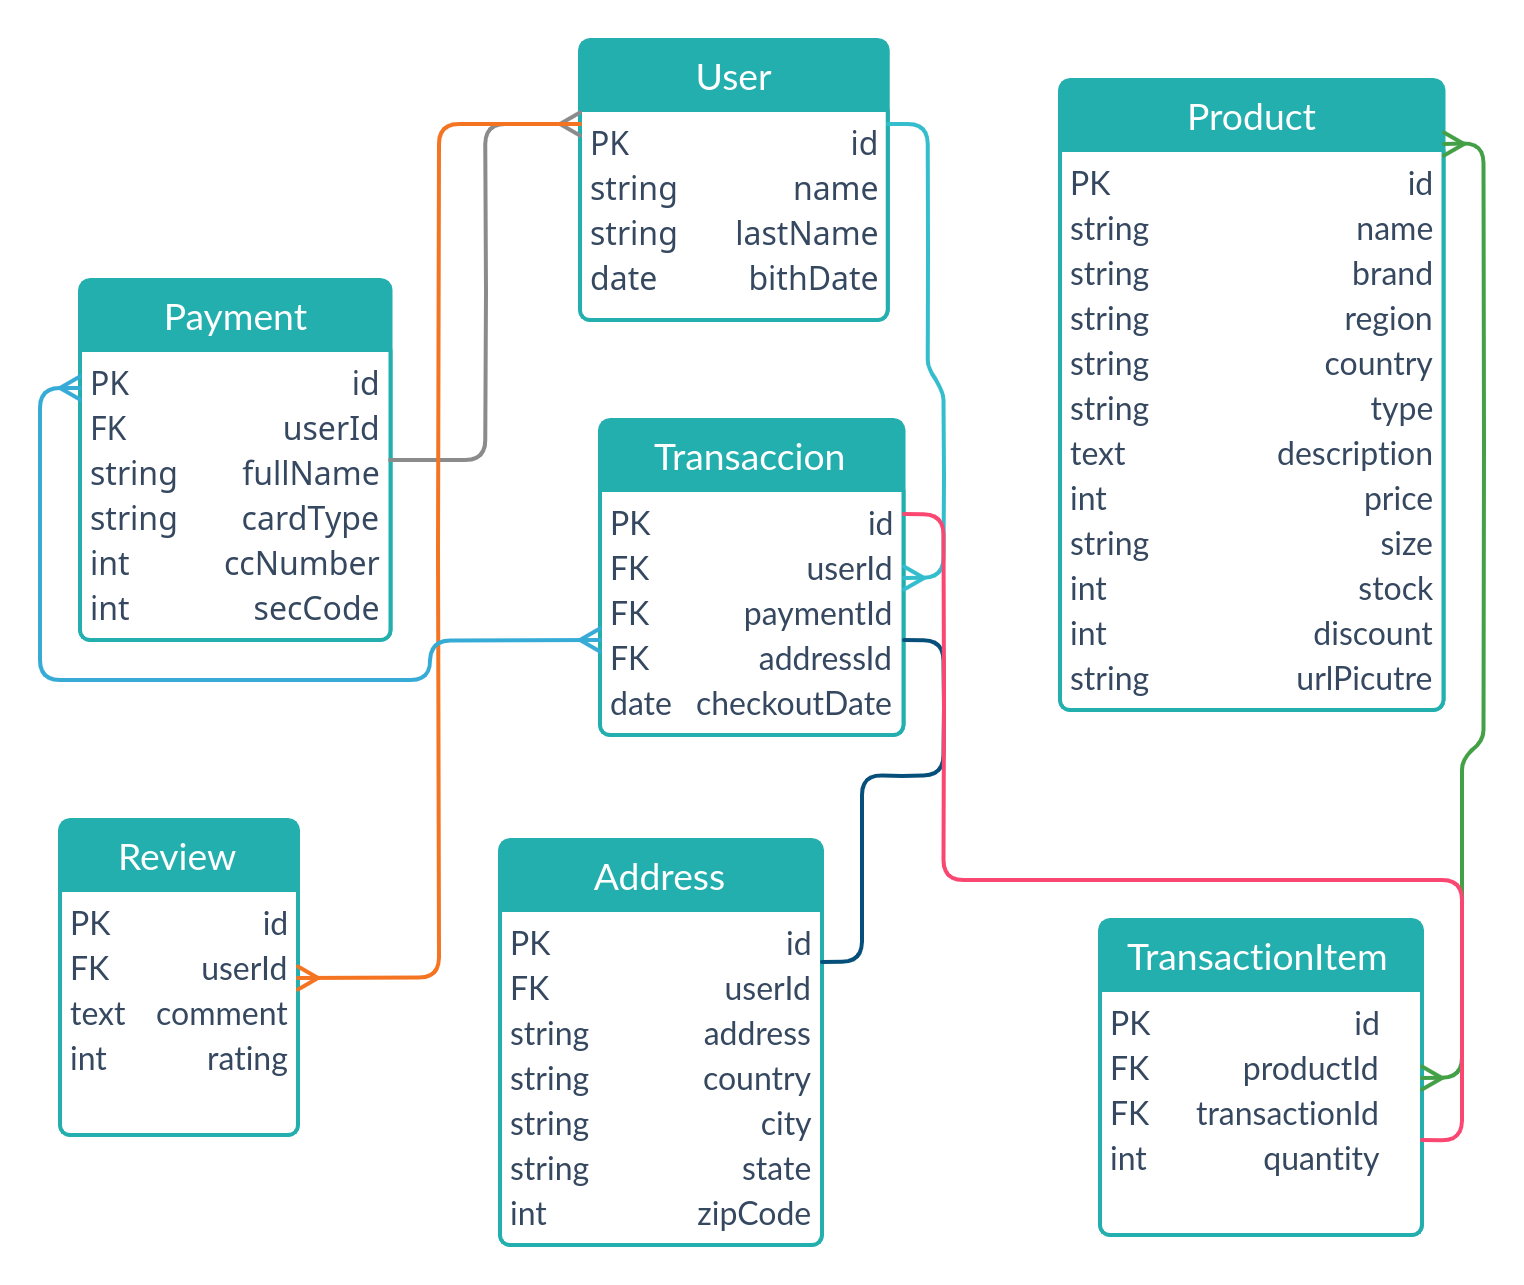 User
PK id
string name
string lastName
date bithDate
Product
PK id
string name
string brand
string region
string country
string type
text description
int price
string size
int stock
int discount
string urlPicutre
Payment
PK id
FK userId
string fullName
string cardType
int ccNumber
int secCode
Transaccion
PK id
FK userId
FK paymentId
FK addressId
date checkoutDate
Review
PK id
FK userId
text comment
int rating
Address
PK id
FK userId
string address
string country
string city
string state
int zipCode
TransactionItem
PK id
FK productId
FK transactionId
int quantity